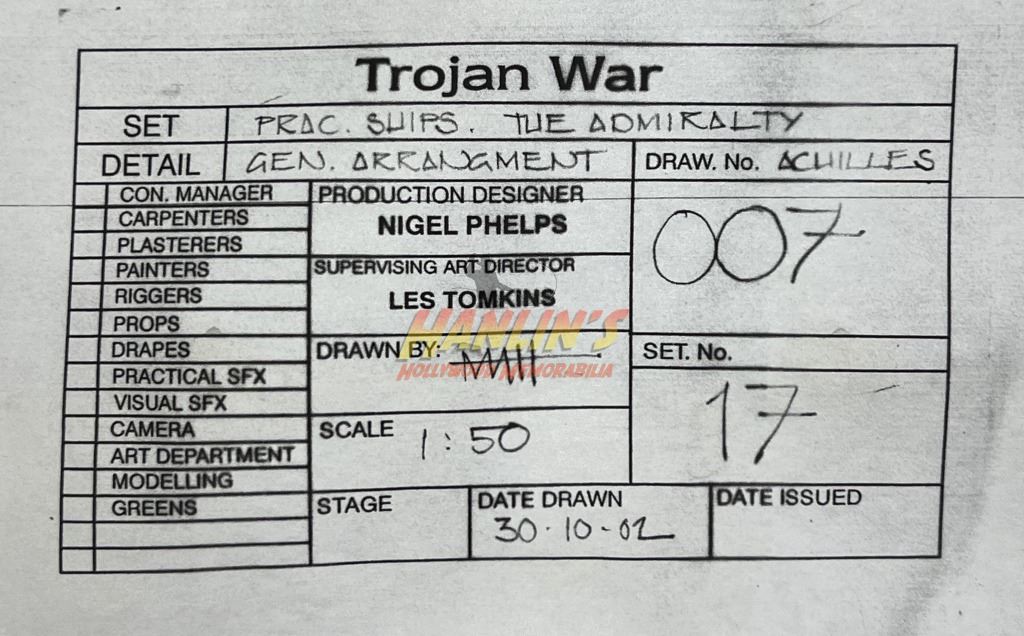 Trojan War
SET PRAC. SHIPS. THE ADMIRALTY
DETAIL GEN. ARRANGMENT DRAW. No. ACHILLES
007
CON. MANAGER
CARPENTERS
PLASTERERS
PAINTERS
RIGGERS
PROPS
DRAPES
PRACTICAL SFX
VISUAL SFX
CAMERA
ART DEPARTMENT
MODELLING
GREENS
PRODUCTION DESIGNER
NIGEL PHELPS
SUPERVISING ART DIRECTOR
LES TOMKINS
HANLIN'S
HOLLYWOOD MEMORABILIA
DRAWN BY:
SCALE 1:50
SET. No.
17
STAGE
DATE DRAWN
30-10-02
DATE ISSUED